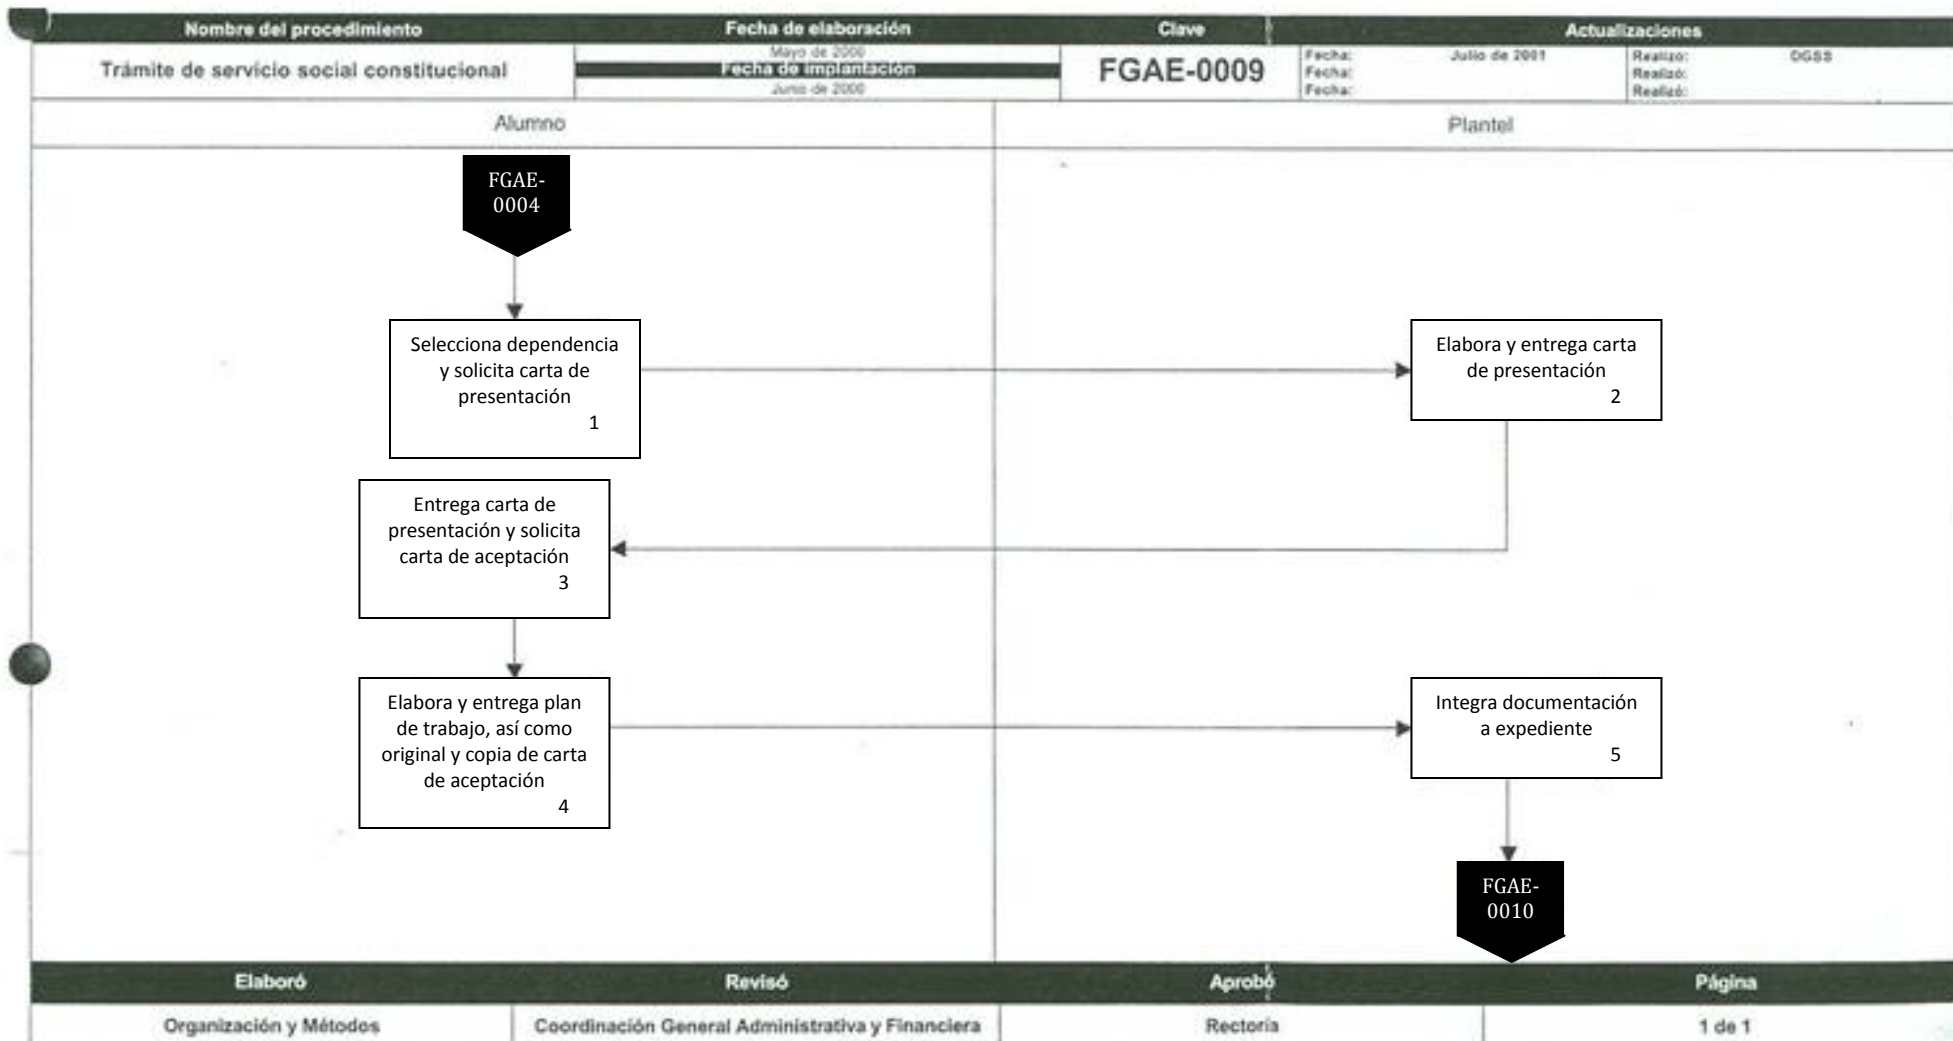 Nombre del procedimiento
Fecha de elaboración
Clave
Actualizaciones
Trámite de servicio social constitucional
Mayo de 2000
Fecha de implantación
Junio de 2000
FGAE-0009
Fecha: Julio de 2001 Realizo: DGSS
Fecha: Realizó:
Fecha: Realizó:
Alumno
Plantel
FGAE-
0004
Selecciona dependencia
y solicita carta de
presentación
1
Elabora y entrega carta
de presentación
2
Entrega carta de
presentación y solicita
carta de aceptación
3
Elabora y entrega plan
de trabajo, así como
original y copia de carta
de aceptación
4
Integra documentación
a expediente
5
FGAE-
0010
Elaboró
Revisó
Aprobó
Página
Organización y Métodos
Coordinación General Administrativa y Financiera
Rectoría
1 de 1